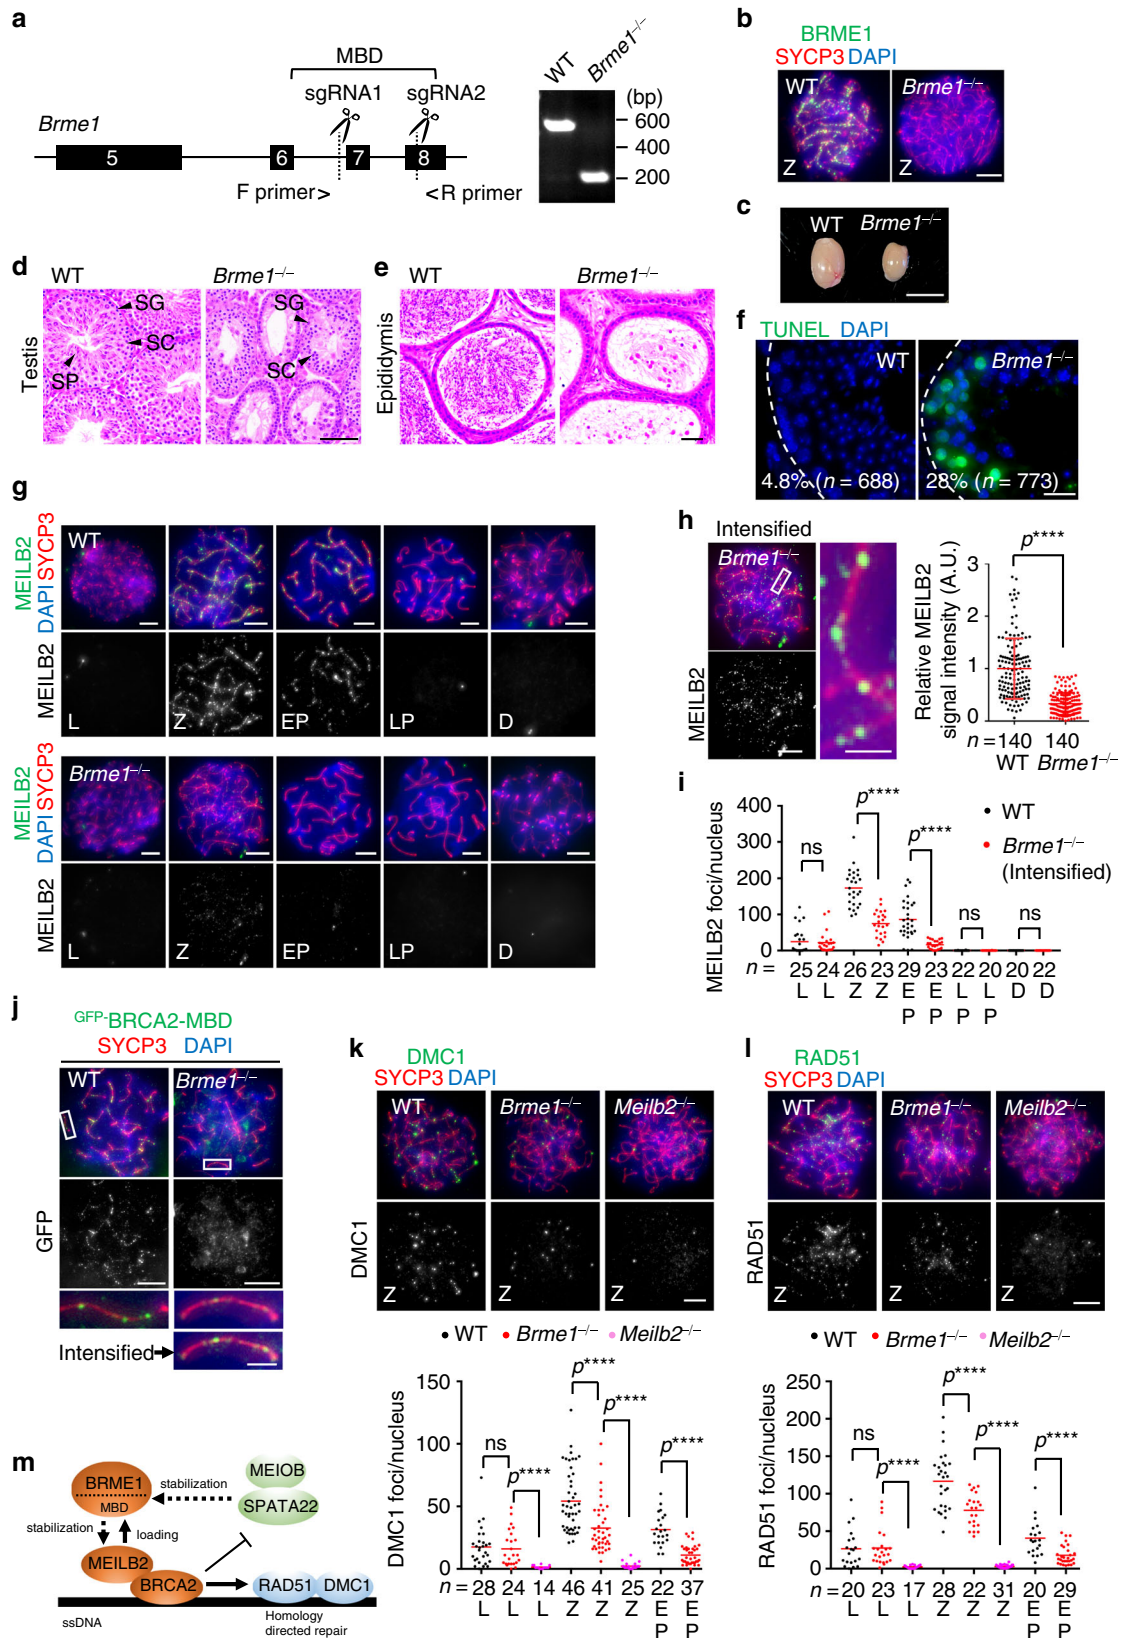 a
MBD
sgRNA1 sgRNA2
Brme1
5 6 7 8
F primer> <R primer
WT Brme1–/–
(bp)
600
400
200
b
BRME1
SYCP3 DAPI
WT Brme1–/–
Z Z
c
WT Brme1–/–
d
WT Brme1–/–
Testis
SG
SC
SP
SG
SC
e
WT Brme1–/–
Epididymis
f
TUNEL DAPI
WT Brme1–/–
4.8% (n = 688) 28% (n = 773)
g
MEILB2
DAPI SYCP3
WT
MEILB2
L Z EP LP D
MEILB2
DAPI SYCP3
Brme1–/–
MEILB2
L Z EP LP D
h
Intensified
Brme1–/–
MEILB2
Relative MEILB2
signal intensity (A.U.)
p****
3
2
1
0
n = 140 140
WT Brme1–/–
i
MEILB2 foci/nucleus
400
300
200
100
0
ns p**** p**** ns ns
WT
Brme1–/–
(Intensified)
n = 25 24 26 23 29 23 22 20 20 22
L L Z Z E E L L D D
P P P P
j
GFP-BRCA2-MBD
SYCP3 DAPI
WT Brme1–/–
GFP
Intensified
k
DMC1
SYCP3 DAPI
WT Brme1–/– Meilb2–/–
DMC1
Z Z Z
WT Brme1–/– Meilb2–/–
DMC1 foci/nucleus
150
100
50
0
ns p**** p**** p**** p****
n = 28 24 14 46 41 25 22 37
L Z E E
P P
l
RAD51
SYCP3 DAPI
WT Brme1–/– Meilb2–/–
RAD51
Z Z Z
WT Brme1–/– Meilb2–/–
RAD51 foci/nucleus
250
200
150
100
50
0
ns p**** p**** p**** p****
n = 20 23 17 28 22 31 20 29
L L L Z Z Z E E
P P
m
BRME1
MBD
stabilization
MEIOB
SPATA22
stabilization
loading
MEILB2
BRCA2
RAD51 DMC1
ssDNA
Homology
directed repair